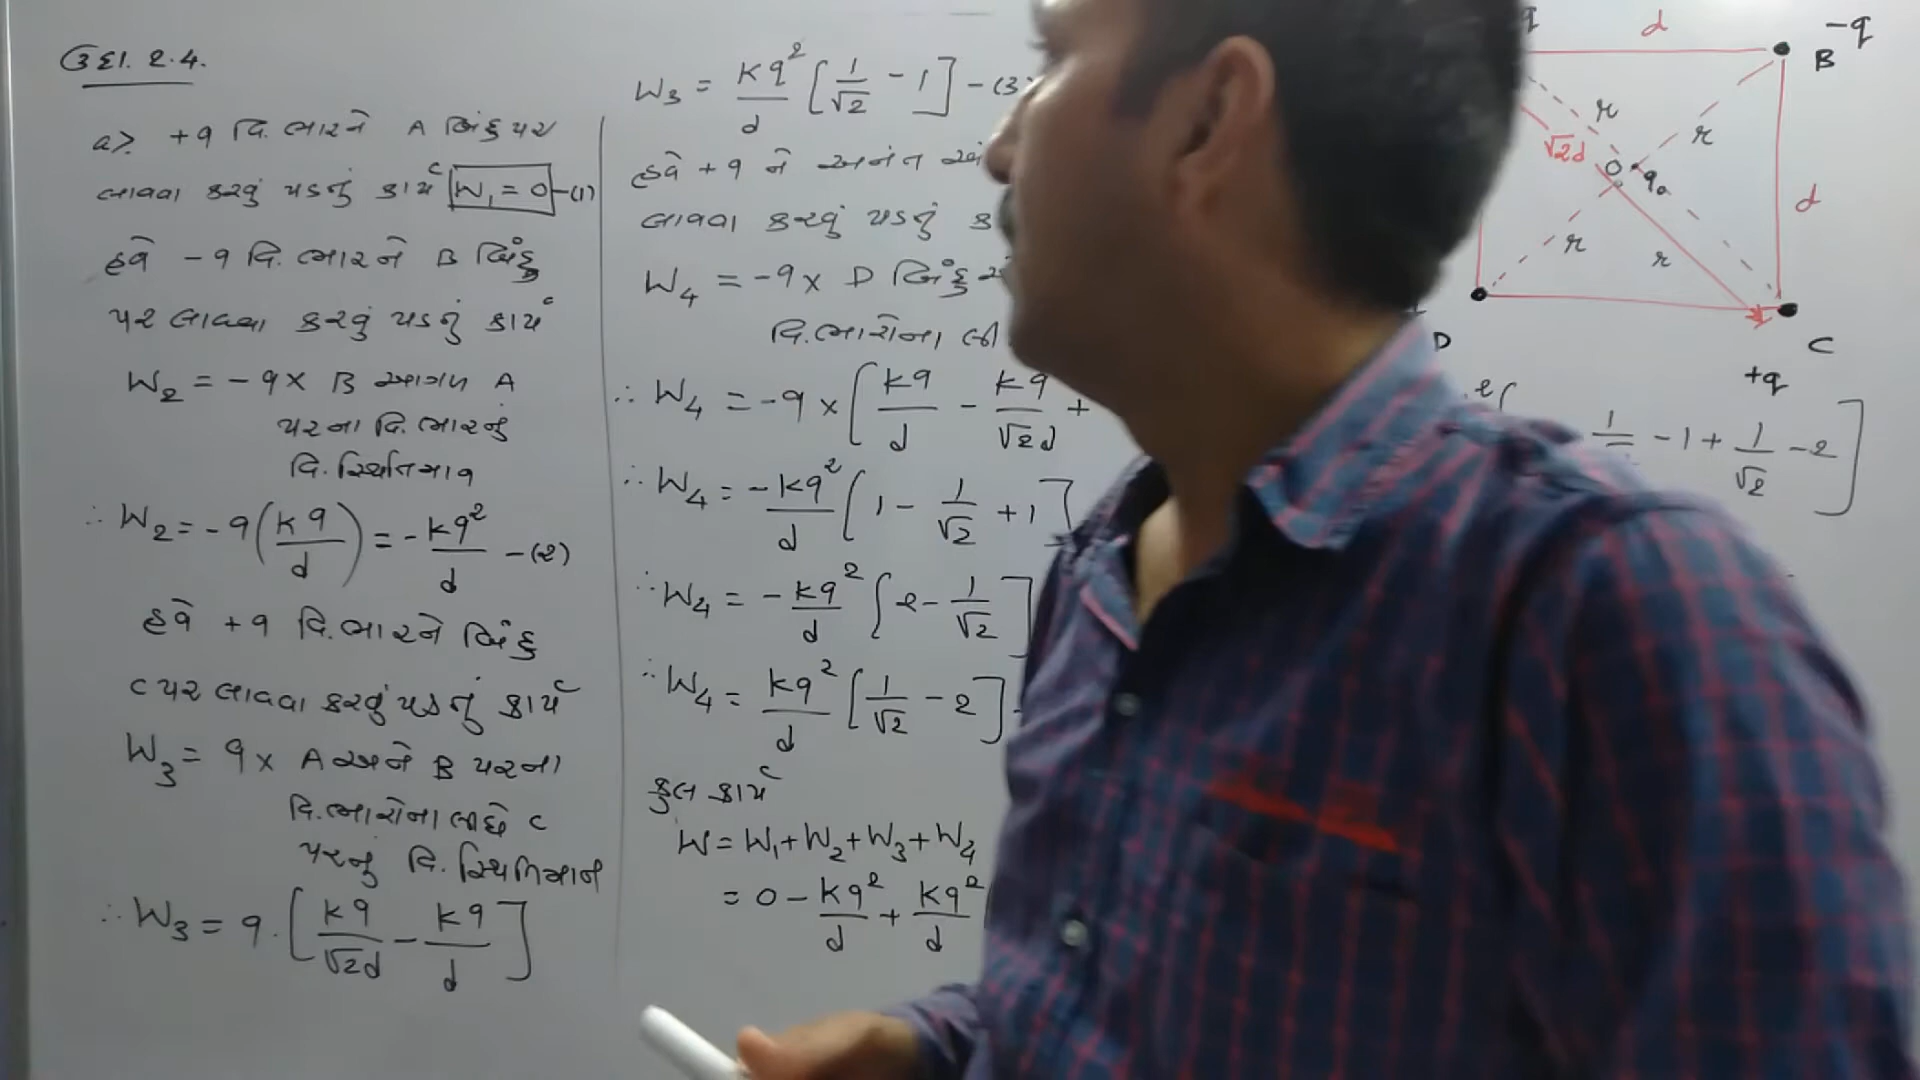 ઉદા. 2.4.
a> +q વિ.ભારને A બિંદુ પર
લાવવા કરવું પડતું કાર્ય W₁ = 0 –(1)
હવે -q વિ.ભારને B બિંદુ
પર લાવવા કરવું પડતું કાર્ય
W₂ = -q × B આગળ A
પરના વિ.ભારનું
વિ.સ્થિતિમાન
∴ W₂ = -q (kq/d) = -kq²/d –(2)
હવે +q વિ.ભારને બિંદુ
C પર લાવવા કરવું પડતું કાર્ય
W₃ = q × A અને B પરના
વિ.ભારોના લીધે C
પરનું વિ.સ્થિતિમાન
∴ W₃ = q · [kq/√2d - kq/d]
W₃ = kq²/d [1/√2 - 1] –(3)
હવે +q ને અનંત
લાવવા કરવું પડતું
W₄ = -q × D બિંદુ
વિ.ભારોના
∴ W₄ = -q × [kq/d - kq/√2d +
∴ W₄ = -kq²/d [1 - 1/√2 + 1]
∴ W₄ = -kq²/d [2 - 1/√2]
∴ W₄ = kq²/d [1/√2 - 2]
કુલ કાર્ય
W = W₁ + W₂ + W₃ + W₄
= 0 - kq²/d + kq²/d
q d -q
B
r r
√2d O q₀
d
r r
D C
+q
- 1 + 1/√2 - 2]